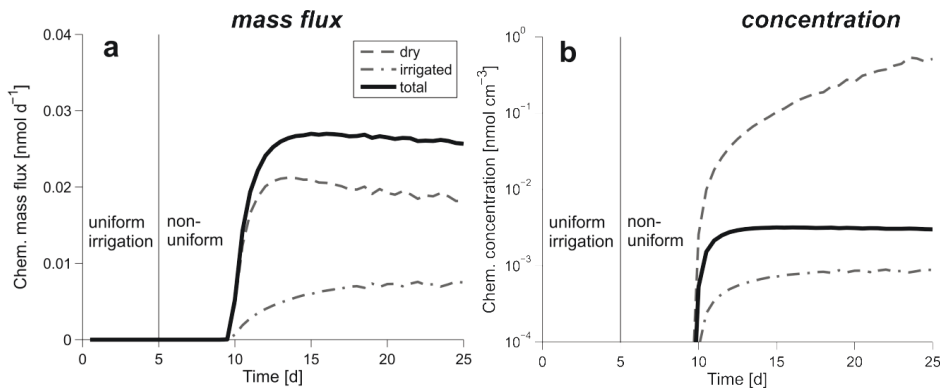 mass flux
a
dry
irrigated
total
Chem. mass flux [nmol d⁻¹]
0.04
0.03
0.02
0.01
0
uniform
irrigation
non-
uniform
0 5 10 15 20 25
Time [d]
concentration
b
Chem. concentration [nmol cm⁻³]
10⁰
10⁻¹
10⁻²
10⁻³
10⁻⁴
uniform
irrigation
non-
uniform
0 5 10 15 20 25
Time [d]